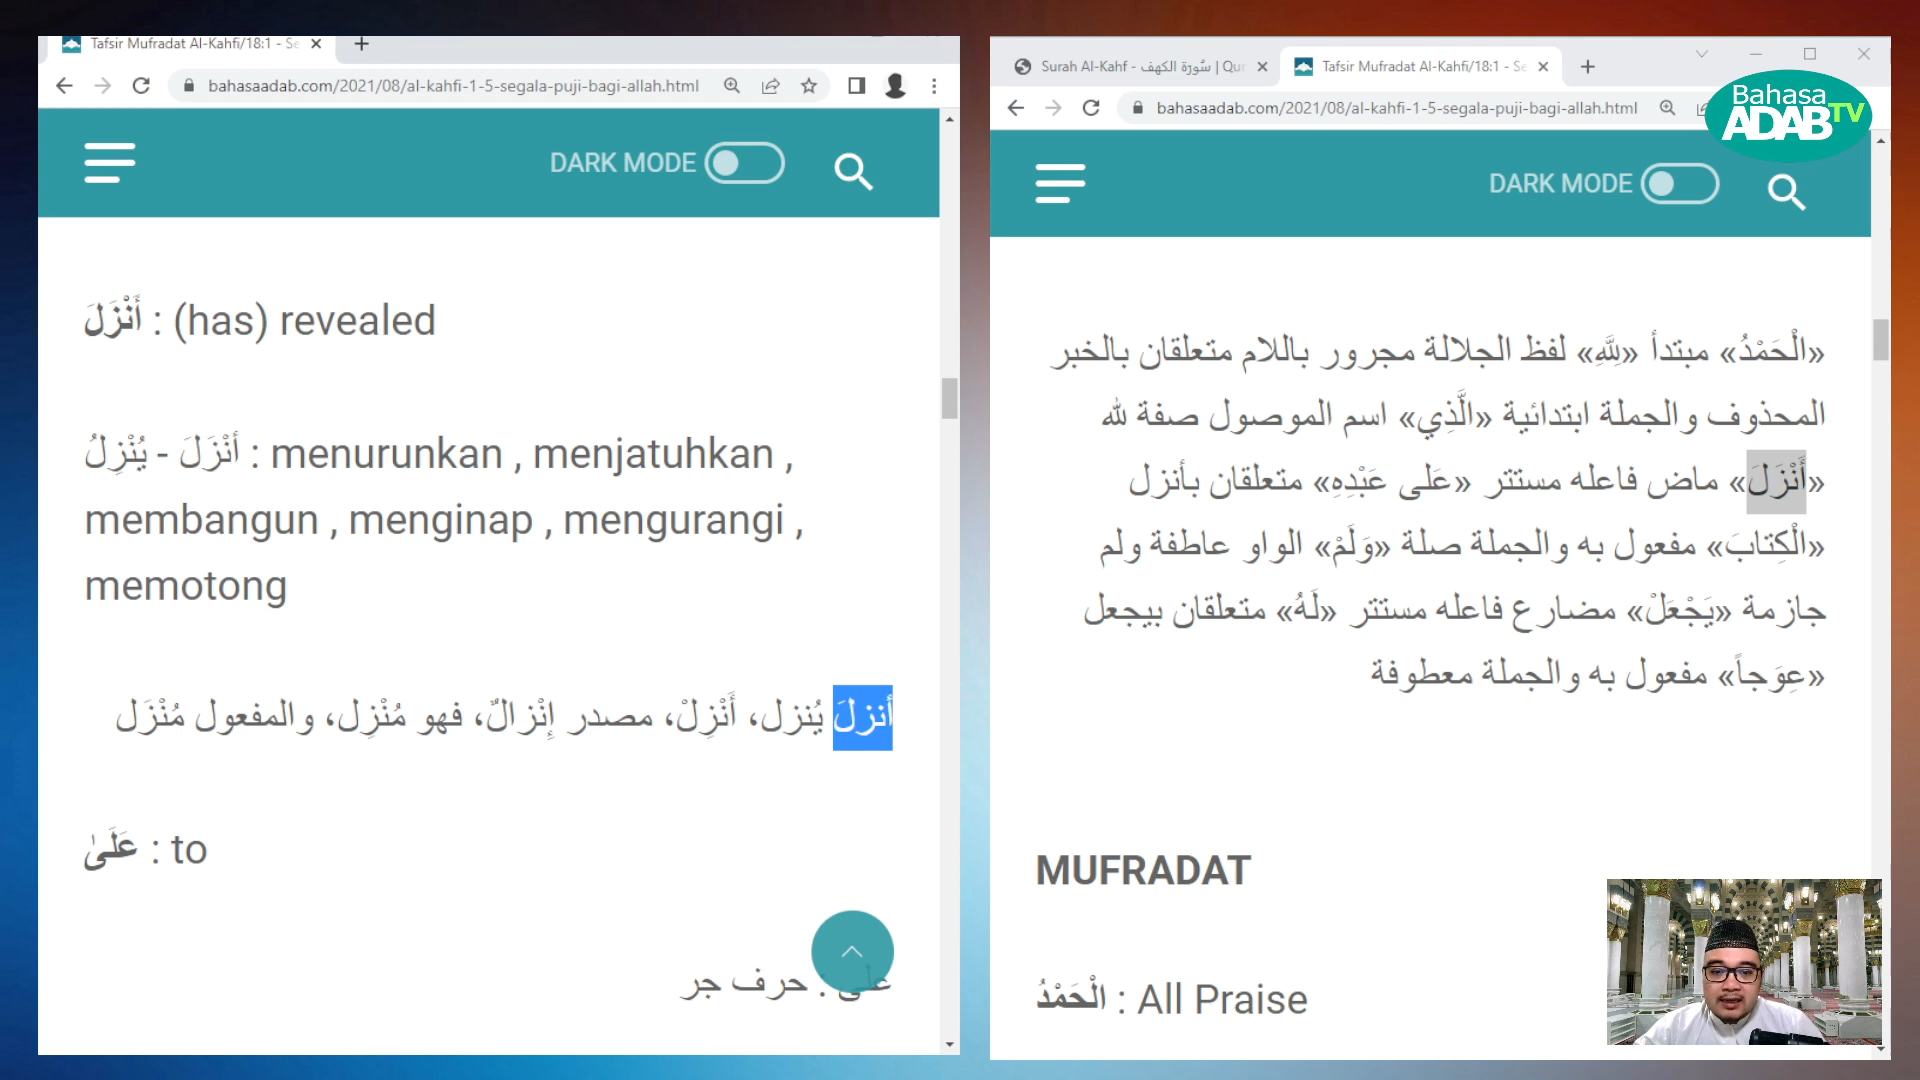 Tafsir Mufradat Al-Kahfi/18:1 - Se
bahasaadab.com/2021/08/al-kahfi-1-5-segala-puji-bagi-allah.html
DARK MODE
أَنْزَلَ : (has) revealed
أنْزَلَ - يُنْزِلُ : menurunkan , menjatuhkan ,
membangun , menginap , mengurangi ,
memotong
أنزلَ يُنزل، أَنْزِلْ، مصدر إِنْزالٌ، فهو مُنْزِل، والمفعول مُنْزَل
عَلَىٰ : to
على : حرف جر
Surah Al-Kahf - سُورَة الكهف | Qur
Tafsir Mufradat Al-Kahfi/18:1 - Se
bahasaadab.com/2021/08/al-kahfi-1-5-segala-puji-bagi-allah.html
Bahasa
ADAB TV
DARK MODE
«الْحَمْدُ» مبتدأ «لِلَّهِ» لفظ الجلالة مجرور باللام متعلقان بالخبر
المحذوف والجملة ابتدائية «الَّذِي» اسم الموصول صفة لله
«أَنْزَلَ» ماض فاعله مستتر «عَلى عَبْدِهِ» متعلقان بأنزل
«الْكِتابَ» مفعول به والجملة صلة «وَلَمْ» الواو عاطفة ولم
جازمة «يَجْعَلْ» مضارع فاعله مستتر «لَهُ» متعلقان بيجعل
«عِوَجاً» مفعول به والجملة معطوفة
MUFRADAT
الْحَمْدُ : All Praise